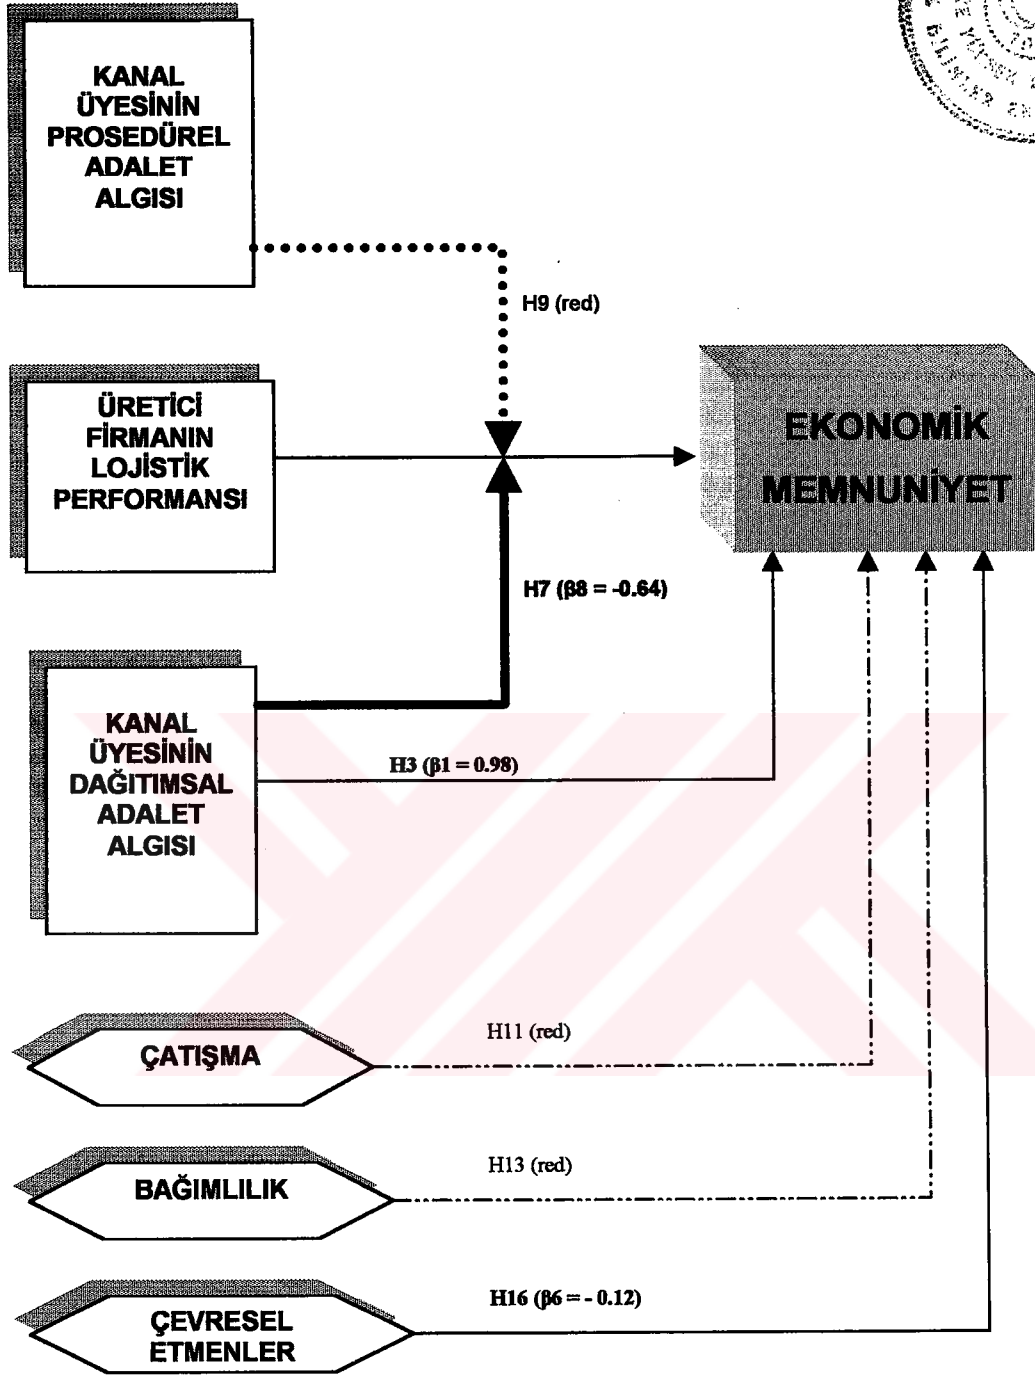 KANAL
ÜYESİNİN
PROSEDÜREL
ADALET
ALGISI
H9 (red)
ÜRETİCİ
FİRMANIN
LOJİSTİK
PERFORMANSI
EKONOMİK
MEMNUNİYET
H7 (β8 = -0.64)
KANAL
ÜYESİNİN
DAĞITIMSAL
ADALET
ALGISI
H3 (β1 = 0.98)
ÇATIŞMA
H11 (red)
BAĞIMLILIK
H13 (red)
ÇEVRESEL
ETMENLER
H16 (β6 = - 0.12)